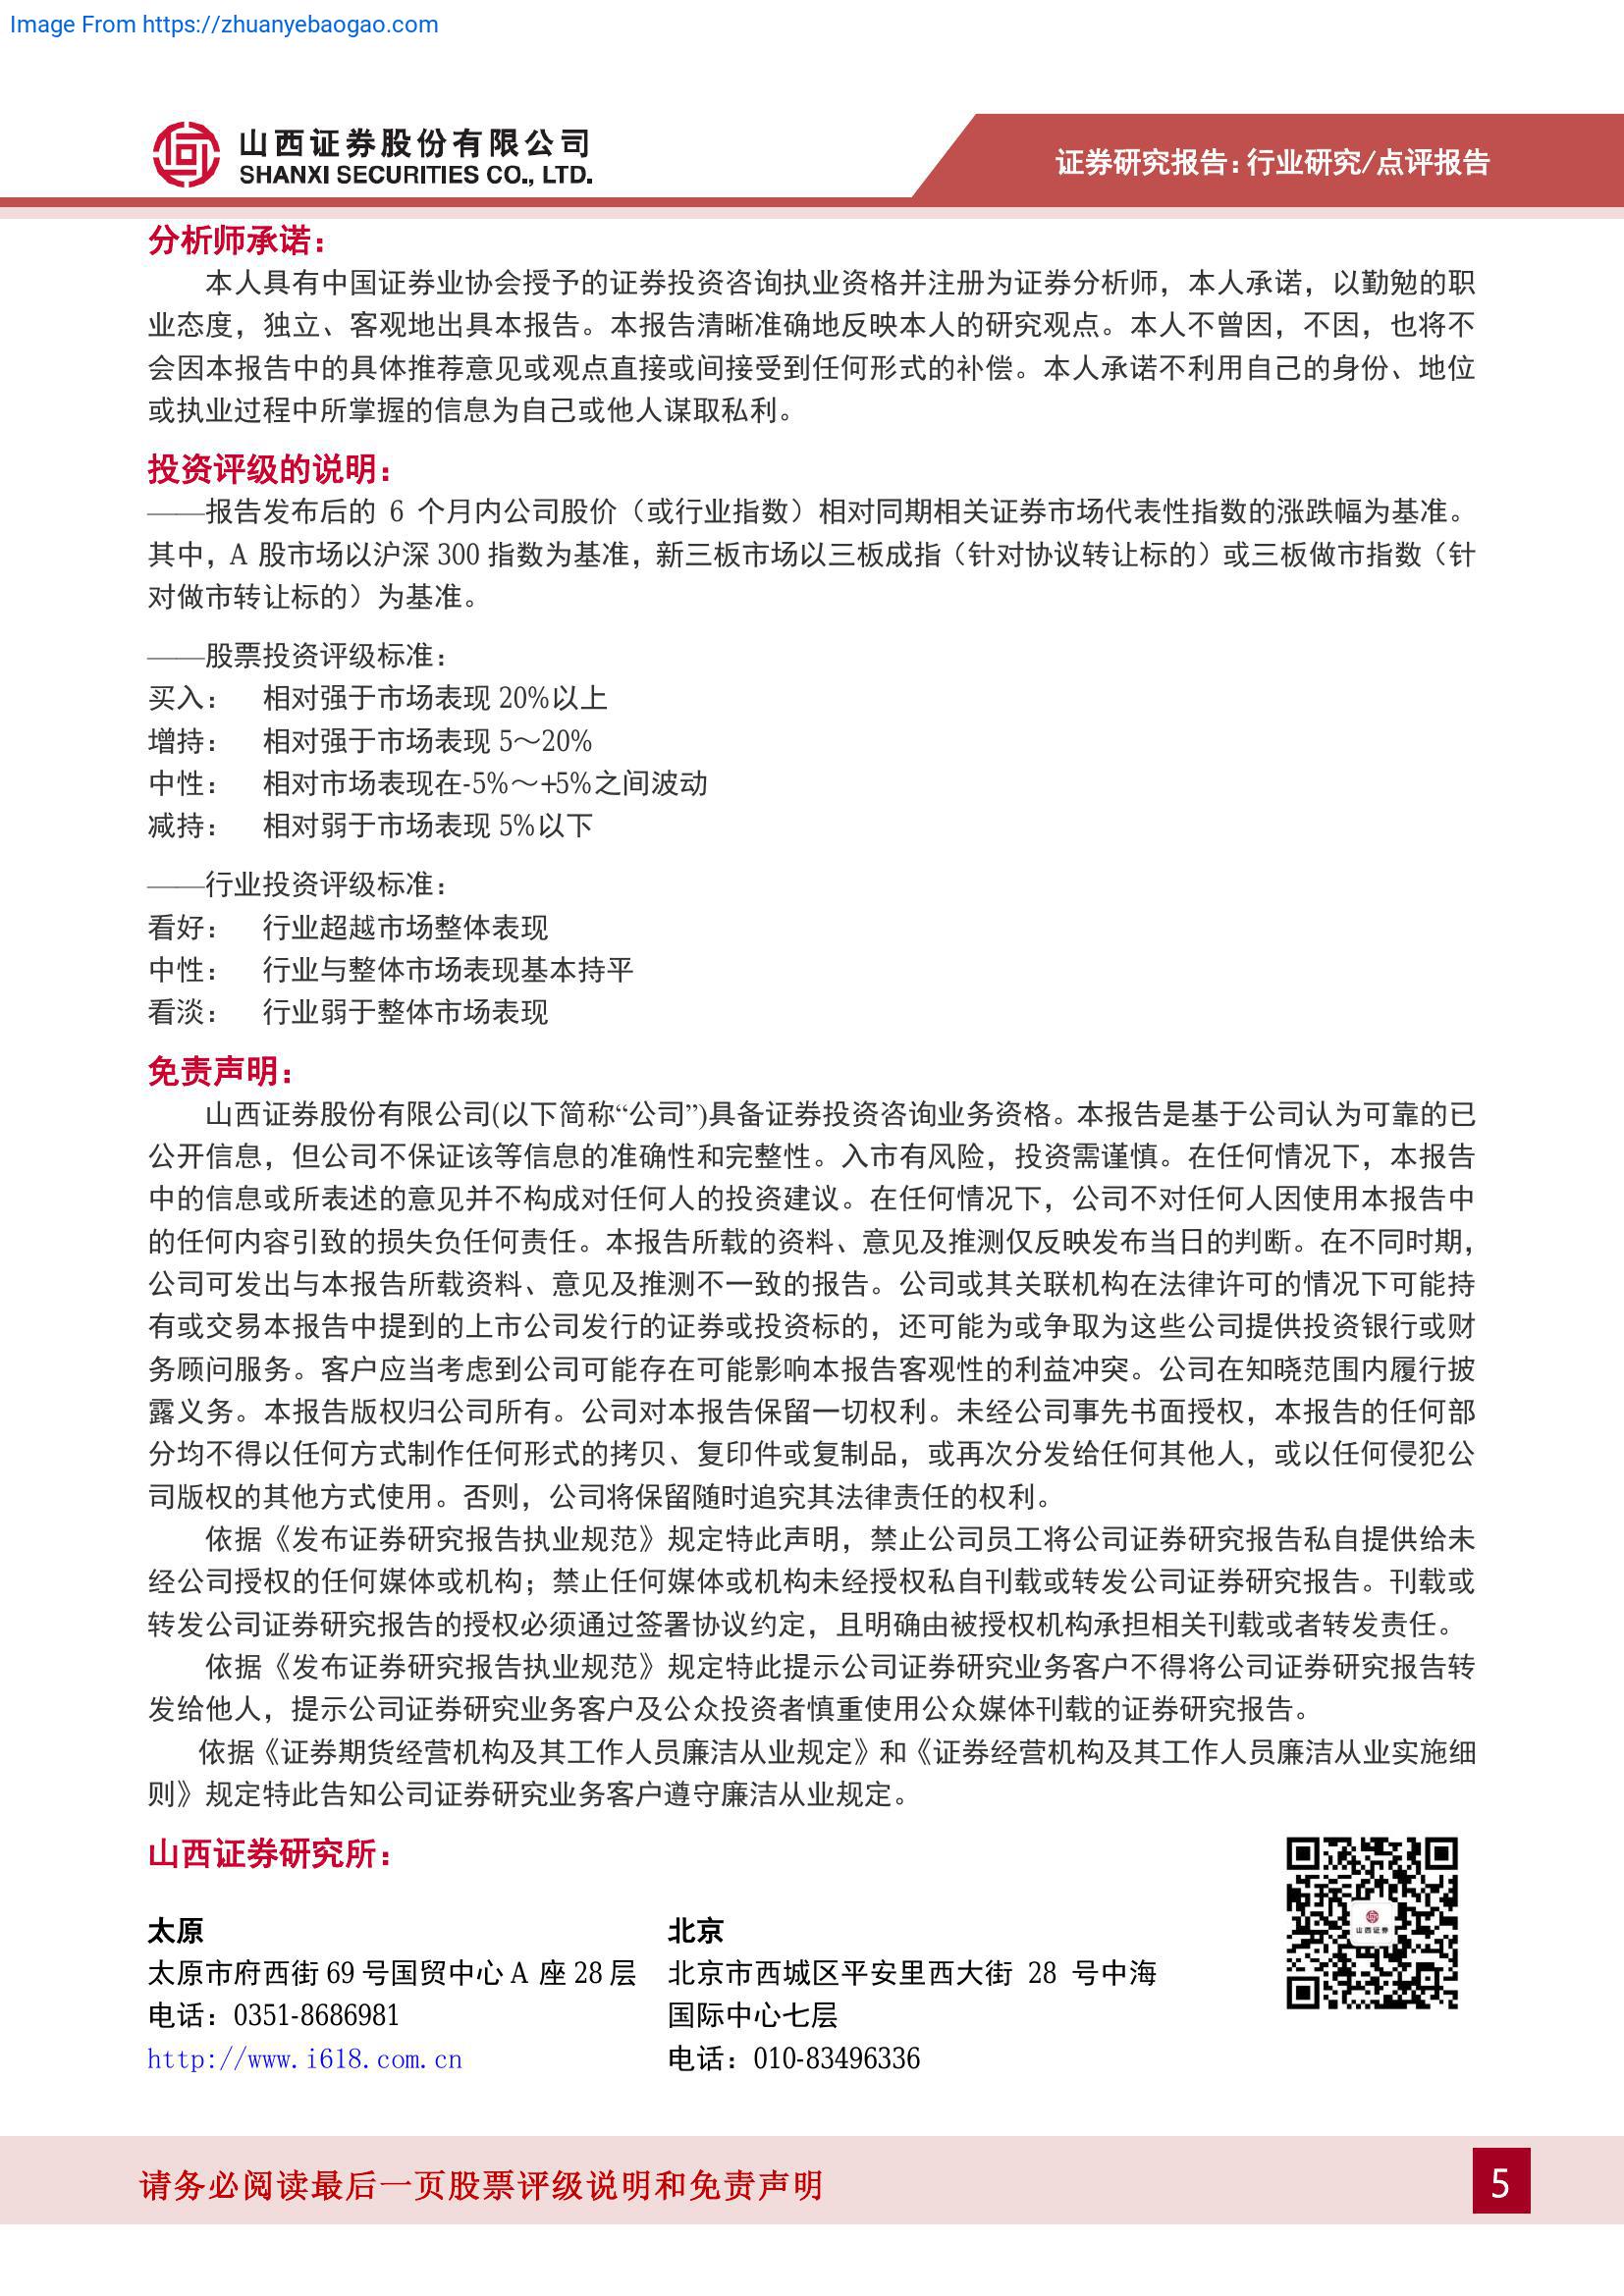 Image From https://zhuanyebaogao.com
山西证券股份有限公司
SHANXI SECURITIES CO., LTD.
证券研究报告：行业研究/点评报告
分析师承诺：
本人具有中国证券业协会授予的证券投资咨询执业资格并注册为证券分析师，本人承诺，以勤勉的职
业态度，独立、客观地出具本报告。本报告清晰准确地反映本人的研究观点。本人不曾因，不因，也将不
会因本报告中的具体推荐意见或观点直接或间接受到任何形式的补偿。本人承诺不利用自己的身份、地位
或执业过程中所掌握的信息为自己或他人谋取私利。
投资评级的说明：
——报告发布后的 6 个月内公司股价（或行业指数）相对同期相关证券市场代表性指数的涨跌幅为基准。
其中，A 股市场以沪深 300 指数为基准，新三板市场以三板成指（针对协议转让标的）或三板做市指数（针
对做市转让标的）为基准。
——股票投资评级标准：
买入： 相对强于市场表现 20%以上
增持： 相对强于市场表现 5～20%
中性： 相对市场表现在-5%～+5%之间波动
减持： 相对弱于市场表现 5%以下
——行业投资评级标准：
看好： 行业超越市场整体表现
中性： 行业与整体市场表现基本持平
看淡： 行业弱于整体市场表现
免责声明：
山西证券股份有限公司(以下简称“公司”)具备证券投资咨询业务资格。本报告是基于公司认为可靠的已
公开信息，但公司不保证该等信息的准确性和完整性。入市有风险，投资需谨慎。在任何情况下，本报告
中的信息或所表述的意见并不构成对任何人的投资建议。在任何情况下，公司不对任何人因使用本报告中
的任何内容引致的损失负任何责任。本报告所载的资料、意见及推测仅反映发布当日的判断。在不同时期，
公司可发出与本报告所载资料、意见及推测不一致的报告。公司或其关联机构在法律许可的情况下可能持
有或交易本报告中提到的上市公司发行的证券或投资标的，还可能为或争取为这些公司提供投资银行或财
务顾问服务。客户应当考虑到公司可能存在可能影响本报告客观性的利益冲突。公司在知晓范围内履行披
露义务。本报告版权归公司所有。公司对本报告保留一切权利。未经公司事先书面授权，本报告的任何部
分均不得以任何方式制作任何形式的拷贝、复印件或复制品，或再次分发给任何其他人，或以任何侵犯公
司版权的其他方式使用。否则，公司将保留随时追究其法律责任的权利。
依据《发布证券研究报告执业规范》规定特此声明，禁止公司员工将公司证券研究报告私自提供给未
经公司授权的任何媒体或机构；禁止任何媒体或机构未经授权私自刊载或转发公司证券研究报告。刊载或
转发公司证券研究报告的授权必须通过签署协议约定，且明确由被授权机构承担相关刊载或者转发责任。
依据《发布证券研究报告执业规范》规定特此提示公司证券研究业务客户不得将公司证券研究报告转
发给他人，提示公司证券研究业务客户及公众投资者慎重使用公众媒体刊载的证券研究报告。
依据《证券期货经营机构及其工作人员廉洁从业规定》和《证券经营机构及其工作人员廉洁从业实施细
则》规定特此告知公司证券研究业务客户遵守廉洁从业规定。
山西证券研究所：
太原
太原市府西街 69 号国贸中心 A 座 28 层
电话：0351-8686981
http://www.i618.com.cn
北京
北京市西城区平安里西大街 28 号中海
国际中心七层
电话：010-83496336
山西证券
请务必阅读最后一页股票评级说明和免责声明
5